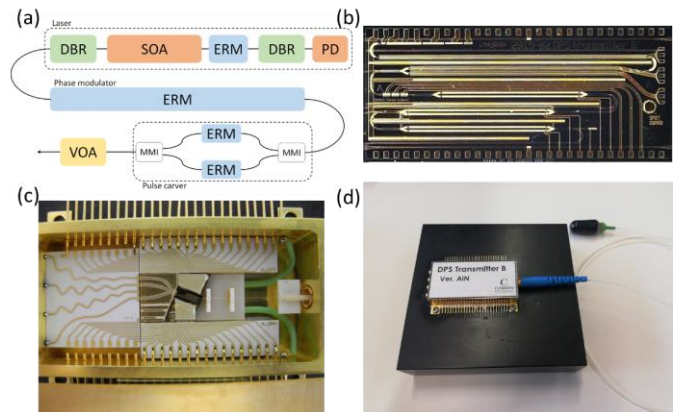 (a)
Laser
DBR
SOA
ERM
DBR
PD
Phase modulator
ERM
VOA
MMI
ERM
ERM
MMI
Pulse carver
(b)
(c)
(d)
DPS Transmitter B
Ver. AlN